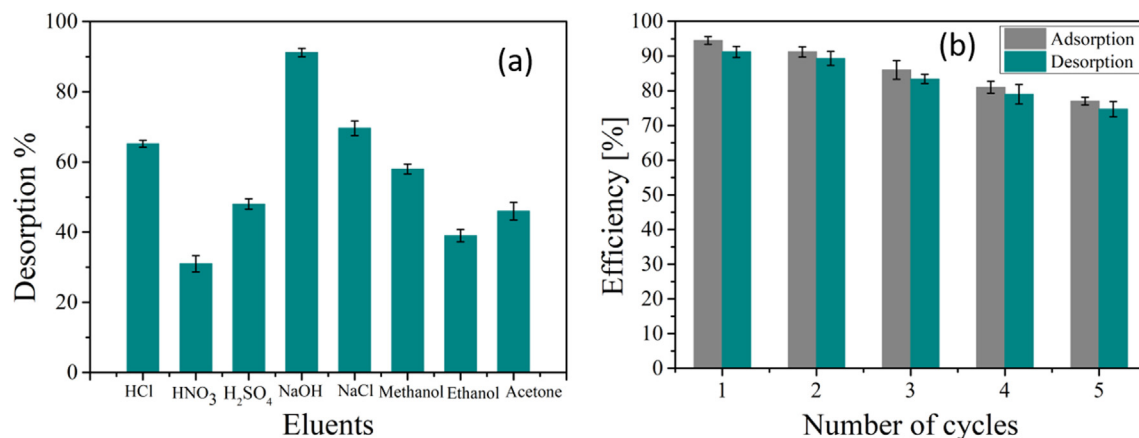 (a)
Desorption %
100
80
60
40
20
0
HCl HNO₃ H₂SO₄ NaOH NaCl Methanol Ethanol Acetone
Eluents
(b)
Adsorption
Desorption
Efficiency [%]
100
90
80
70
60
50
40
30
20
10
0
1 2 3 4 5
Number of cycles